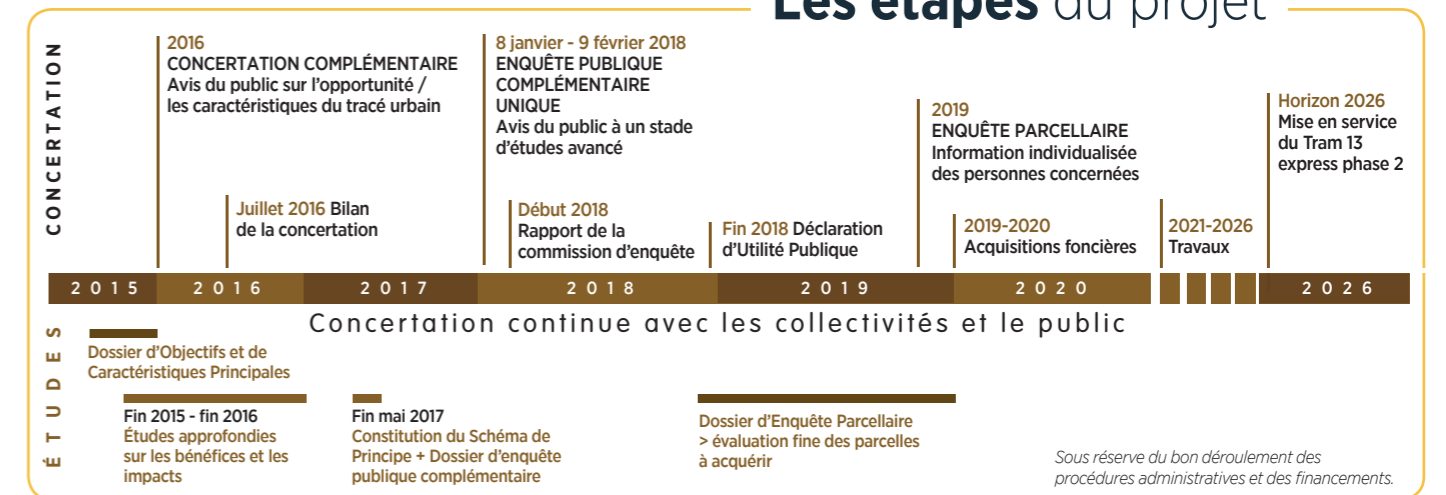 Les étapes du projet
CONCERTATION
2016
CONCERTATION COMPLÉMENTAIRE
Avis du public sur l’opportunité /
les caractéristiques du tracé urbain
Juillet 2016 Bilan
de la concertation
8 janvier - 9 février 2018
ENQUÊTE PUBLIQUE
COMPLÉMENTAIRE
UNIQUE
Avis du public à un stade
d’études avancé
Début 2018
Rapport de la
commission d’enquête
Fin 2018 Déclaration
d’Utilité Publique
2019
ENQUÊTE PARCELLAIRE
Information individualisée
des personnes concernées
2019-2020
Acquisitions foncières
2021-2026
Travaux
Horizon 2026
Mise en service
du Tram 13
express phase 2
2015 2016 2017 2018 2019 2020 2026
Concertation continue avec les collectivités et le public
ÉTUDES
Dossier d’Objectifs et de
Caractéristiques Principales
Fin 2015 - fin 2016
Études approfondies
sur les bénéfices et les
impacts
Fin mai 2017
Constitution du Schéma de
Principe + Dossier d’enquête
publique complémentaire
Dossier d’Enquête Parcellaire
> évaluation fine des parcelles
à acquérir
Sous réserve du bon déroulement des
procédures administratives et des financements.